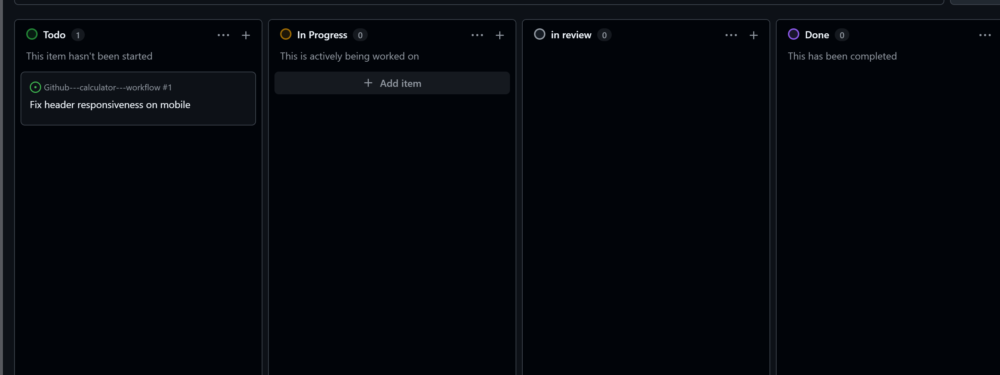 Todo 1
This item hasn't been started
Github---calculator---workflow #1
Fix header responsiveness on mobile
In Progress 0
This is actively being worked on
+ Add item
in review 0
Done 0
This has been completed